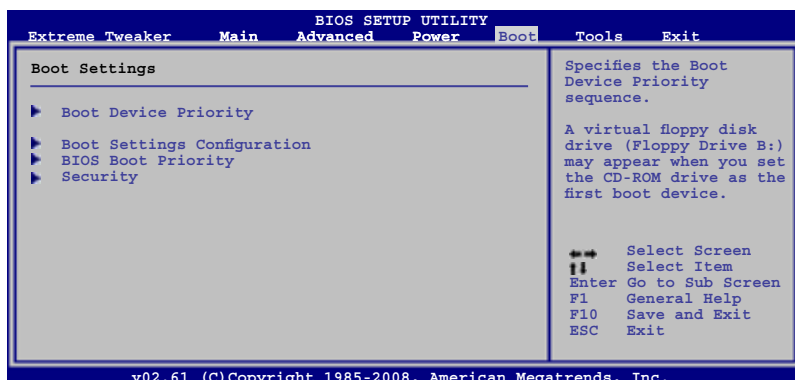 BIOS SETUP UTILITY
Extreme Tweaker Main Advanced Power Boot Tools Exit
Boot Settings
Boot Device Priority
Boot Settings Configuration
BIOS Boot Priority
Security
Specifies the Boot
Device Priority
sequence.
A virtual floppy disk
drive (Floppy Drive B:)
may appear when you set
the CD-ROM drive as the
first boot device.
Select Screen
Select Item
Enter Go to Sub Screen
F1 General Help
F10 Save and Exit
ESC Exit
v02.61 (C)Copyright 1985-2008, American Megatrends, Inc.